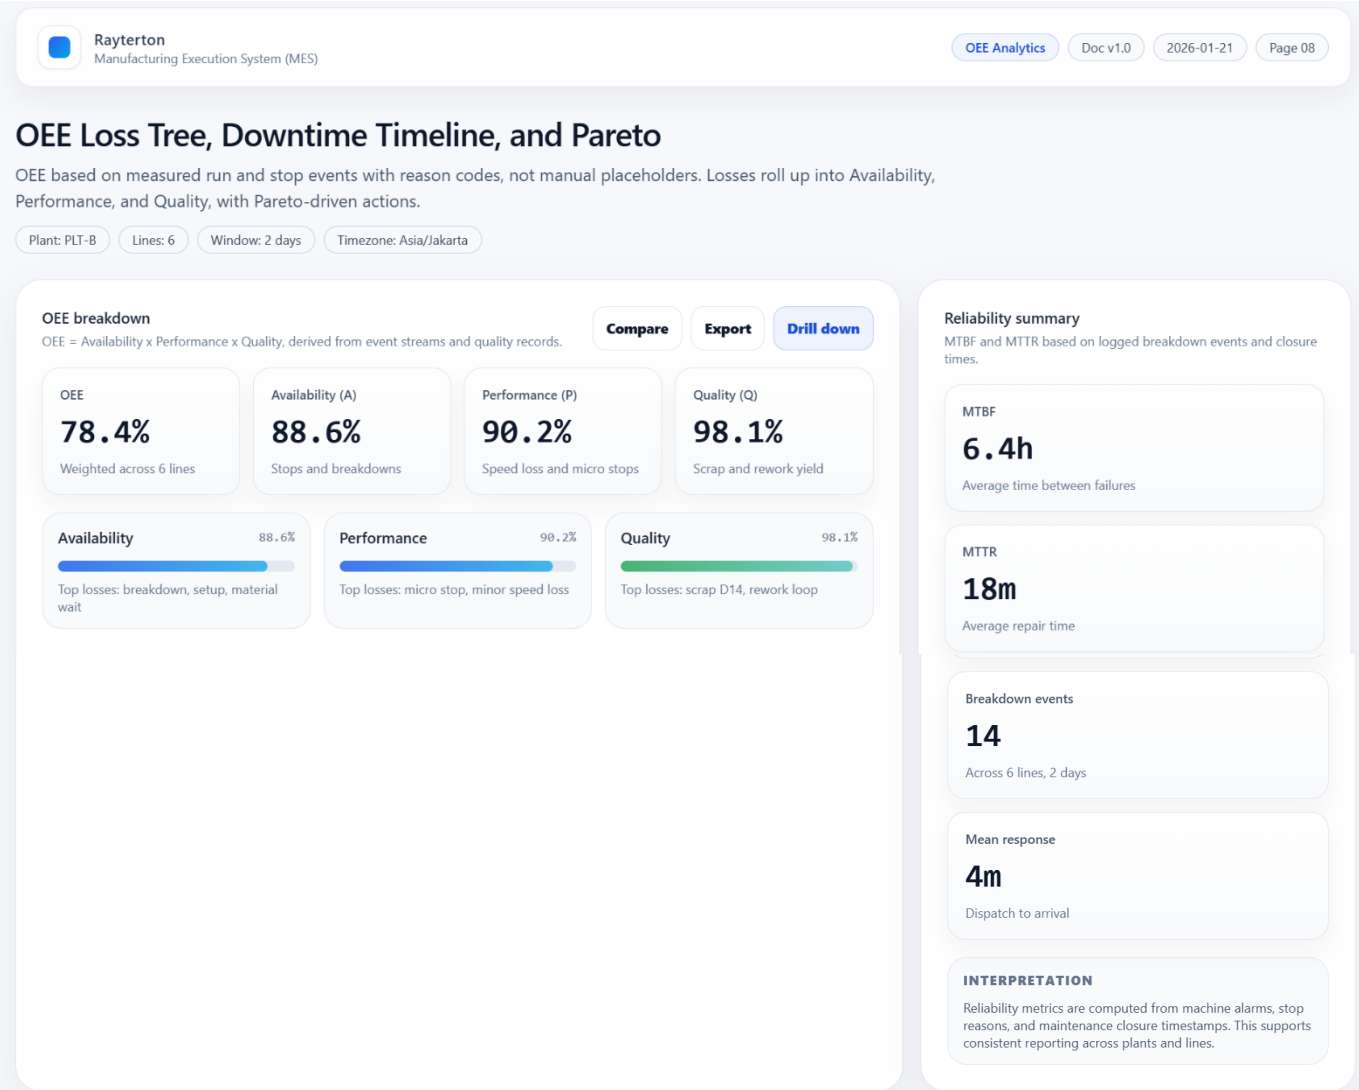 Rayterton
Manufacturing Execution System (MES)
OEE Analytics
Doc v1.0
2026-01-21
Page 08
OEE Loss Tree, Downtime Timeline, and Pareto
OEE based on measured run and stop events with reason codes, not manual placeholders. Losses roll up into Availability,
Performance, and Quality, with Pareto-driven actions.
Plant: PLT-B
Lines: 6
Window: 2 days
Timezone: Asia/Jakarta
OEE breakdown
OEE = Availability x Performance x Quality, derived from event streams and quality records.
Compare
Export
Drill down
OEE
78.4%
Weighted across 6 lines
Availability (A)
88.6%
Stops and breakdowns
Performance (P)
90.2%
Speed loss and micro stops
Quality (Q)
98.1%
Scrap and rework yield
Availability
88.6%
Top losses: breakdown, setup, material
wait
Performance
90.2%
Top losses: micro stop, minor speed loss
Quality
98.1%
Top losses: scrap D14, rework loop
Reliability summary
MTBF and MTTR based on logged breakdown events and closure
times.
MTBF
6.4h
Average time between failures
MTTR
18m
Average repair time
Breakdown events
14
Across 6 lines, 2 days
Mean response
4m
Dispatch to arrival
INTERPRETATION
Reliability metrics are computed from machine alarms, stop
reasons, and maintenance closure timestamps. This supports
consistent reporting across plants and lines.